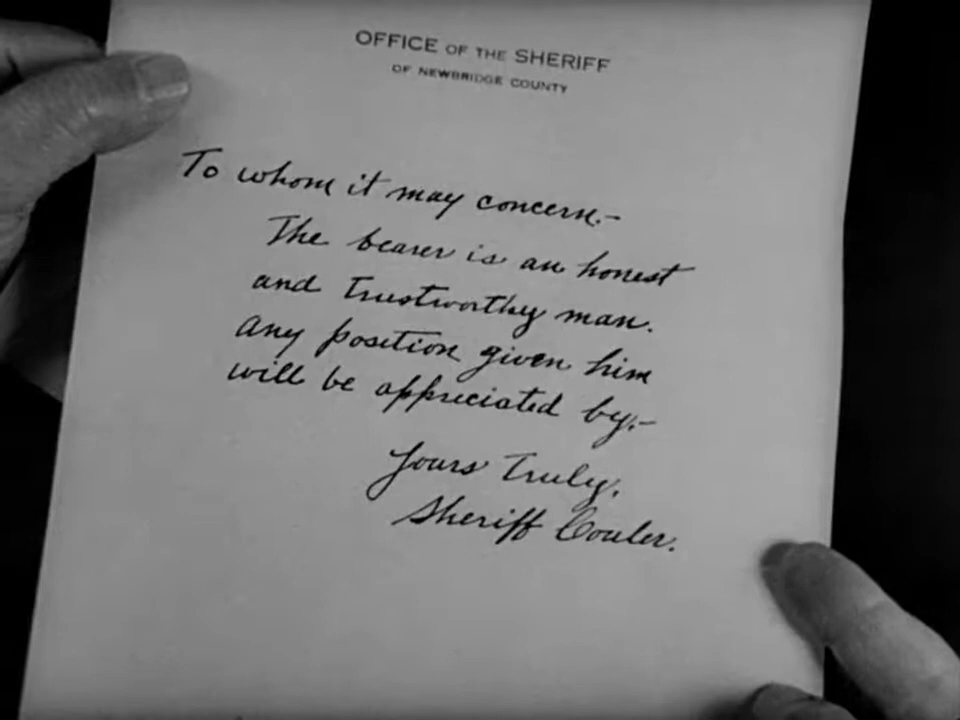 OFFICE OF THE SHERIFF
OF NEWBRIDGE COUNTY
To whom it may concern.-
The bearer is an honest
and trustworthy man.
Any position given him
will be appreciated by.-
Yours Truly.
Sheriff Couler.